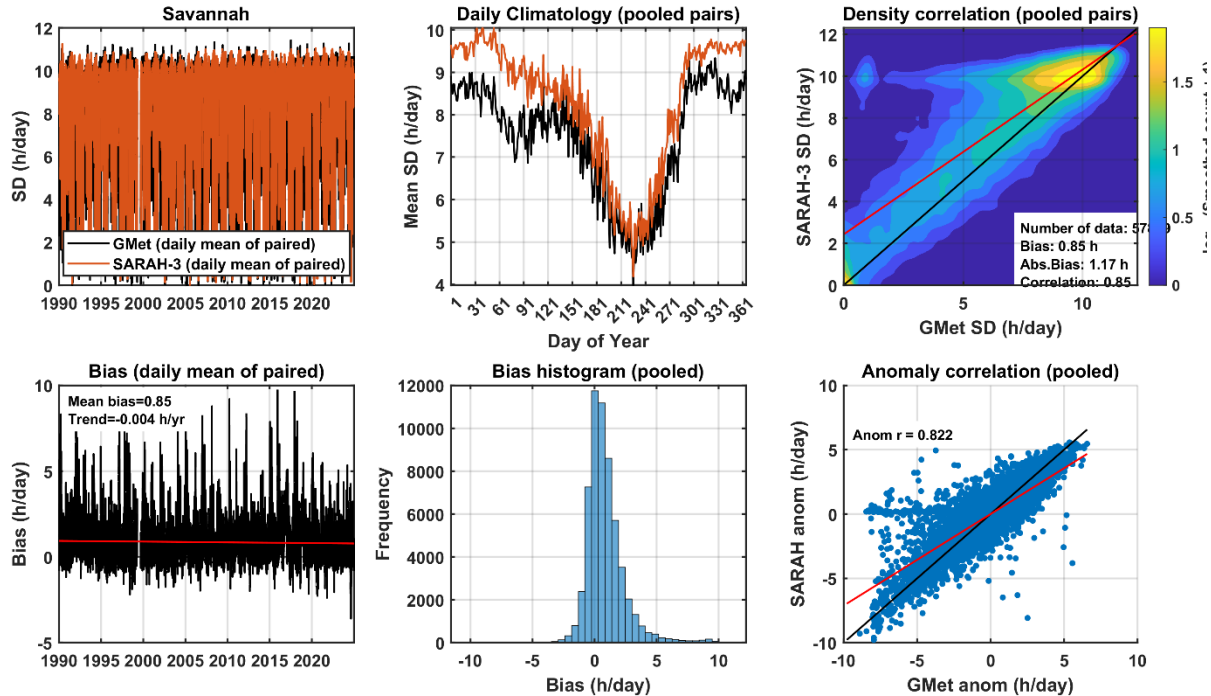 Savannah
SD (h/day)
12
10
8
6
4
2
0
GMet (daily mean of paired)
SARAH-3 (daily mean of paired)
1990 1995 2000 2005 2010 2015 2020
Daily Climatology (pooled pairs)
Mean SD (h/day)
10
9
8
7
6
5
4
1 31 61 91 121 151 181 211 241 271 301 331 361
Day of Year
Density correlation (pooled pairs)
SARAH-3 SD (h/day)
12
10
8
6
4
2
0
Number of data: 578
9
Bias: 0.85 h
Abs.Bias: 1.17 h
Correlation: 0.85
0 5 10
GMet SD (h/day)
1.5
1
0.5
0
(Smoothed count +1)
Bias (daily mean of paired)
Bias (h/day)
10
5
0
-5
Mean bias=0.85
Trend=-0.004 h/yr
1990 1995 2000 2005 2010 2015 2020
Bias histogram (pooled)
Frequency
12000
10000
8000
6000
4000
2000
0
-10 -5 0 5 10
Bias (h/day)
Anomaly correlation (pooled)
SARAH anom (h/day)
10
5
0
-5
-10
Anom r = 0.822
-10 -5 0 5 10
GMet anom (h/day)